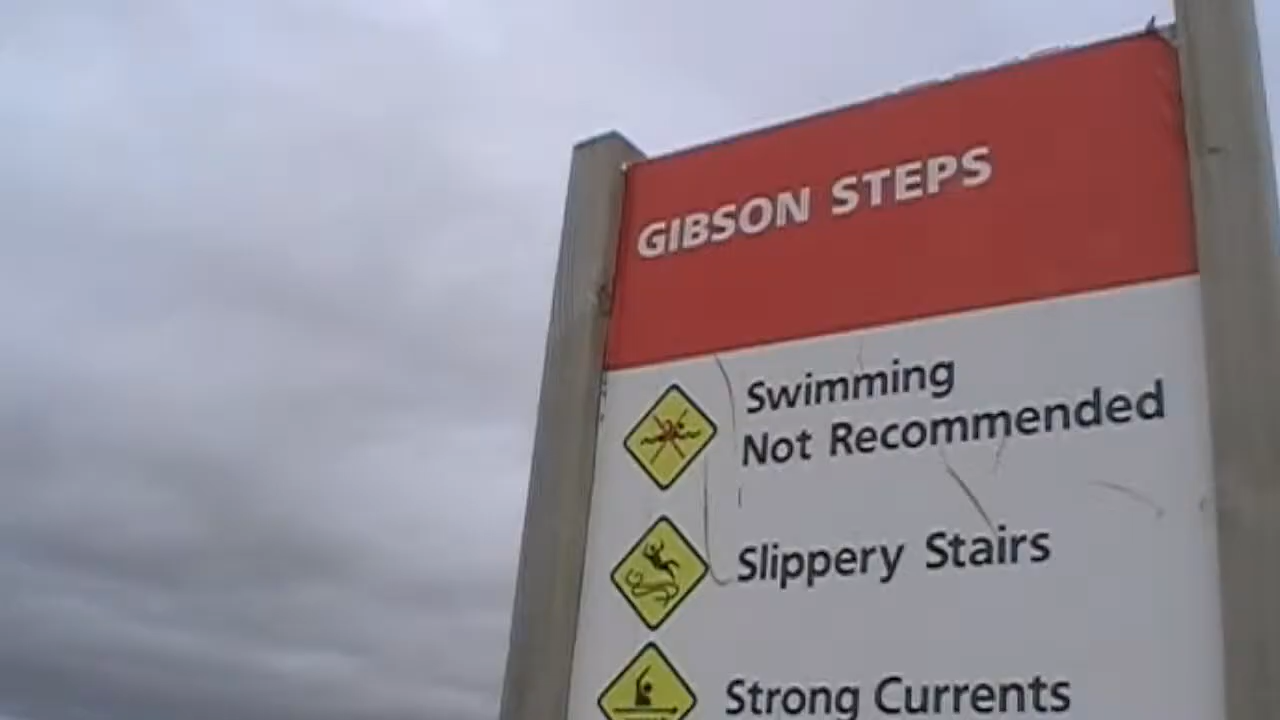 GIBSON STEPS
Swimming
Not Recommended
Slippery Stairs
Strong Currents